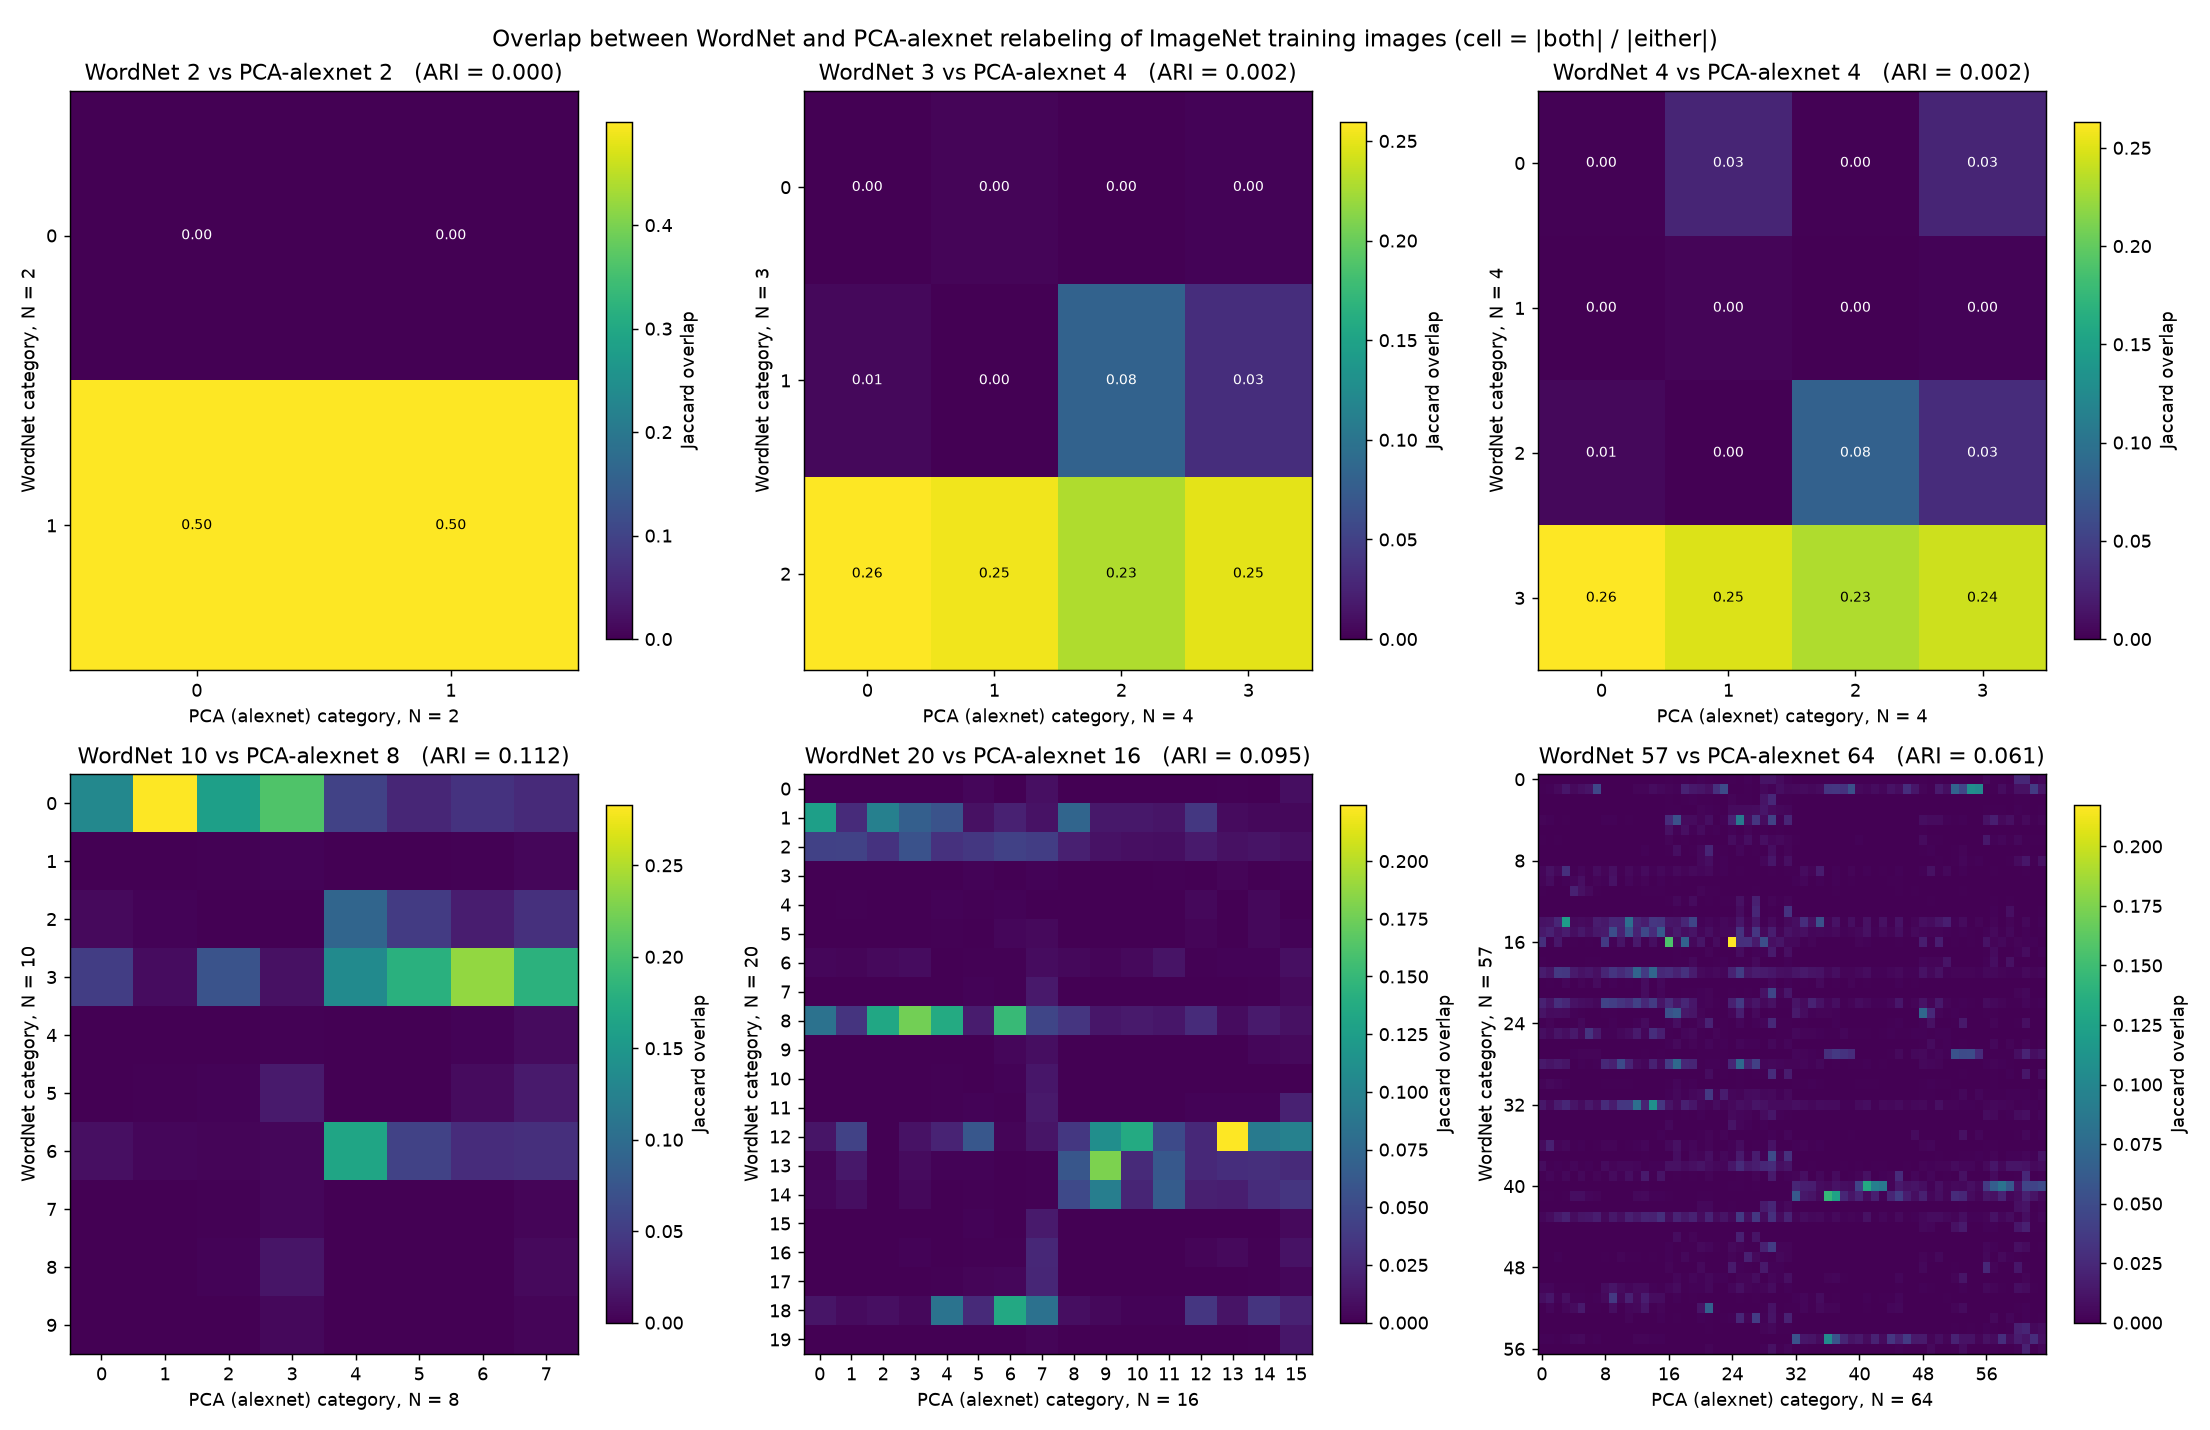 Overlap between WordNet and PCA-alexnet relabeling of ImageNet training images (cell = |both| / |either|)
WordNet 2 vs PCA-alexnet 2 (ARI = 0.000)
WordNet category, N = 2
0
1
0.00 0.00
0.50 0.50
0 1
PCA (alexnet) category, N = 2
0.4
0.3
0.2
0.1
0.0
Jaccard overlap
WordNet 3 vs PCA-alexnet 4 (ARI = 0.002)
WordNet category, N = 3
0
1
2
0.00 0.00 0.00 0.00
0.01 0.00 0.08 0.03
0.26 0.25 0.23 0.25
0 1 2 3
PCA (alexnet) category, N = 4
0.25
0.20
0.15
0.10
0.05
0.00
Jaccard overlap
WordNet 4 vs PCA-alexnet 4 (ARI = 0.002)
WordNet category, N = 4
0
1
2
3
0.00 0.03 0.00 0.03
0.00 0.00 0.00 0.00
0.01 0.00 0.08 0.03
0.26 0.25 0.23 0.24
0 1 2 3
PCA (alexnet) category, N = 4
0.25
0.20
0.15
0.10
0.05
0.00
Jaccard overlap
WordNet 10 vs PCA-alexnet 8 (ARI = 0.112)
WordNet category, N = 10
0
1
2
3
4
5
6
7
8
9
0 1 2 3 4 5 6 7
PCA (alexnet) category, N = 8
0.25
0.20
0.15
0.10
0.05
0.00
Jaccard overlap
WordNet 20 vs PCA-alexnet 16 (ARI = 0.095)
WordNet category, N = 20
0
1
2
3
4
5
6
7
8
9
10
11
12
13
14
15
16
17
18
19
0 1 2 3 4 5 6 7 8 9 10 11 12 13 14 15
PCA (alexnet) category, N = 16
0.200
0.175
0.150
0.125
0.100
0.075
0.050
0.025
0.000
Jaccard overlap
WordNet 57 vs PCA-alexnet 64 (ARI = 0.061)
WordNet category, N = 57
0
8
16
24
32
40
48
56
0 8 16 24 32 40 48 56
PCA (alexnet) category, N = 64
0.200
0.175
0.150
0.125
0.100
0.075
0.050
0.025
0.000
Jaccard overlap